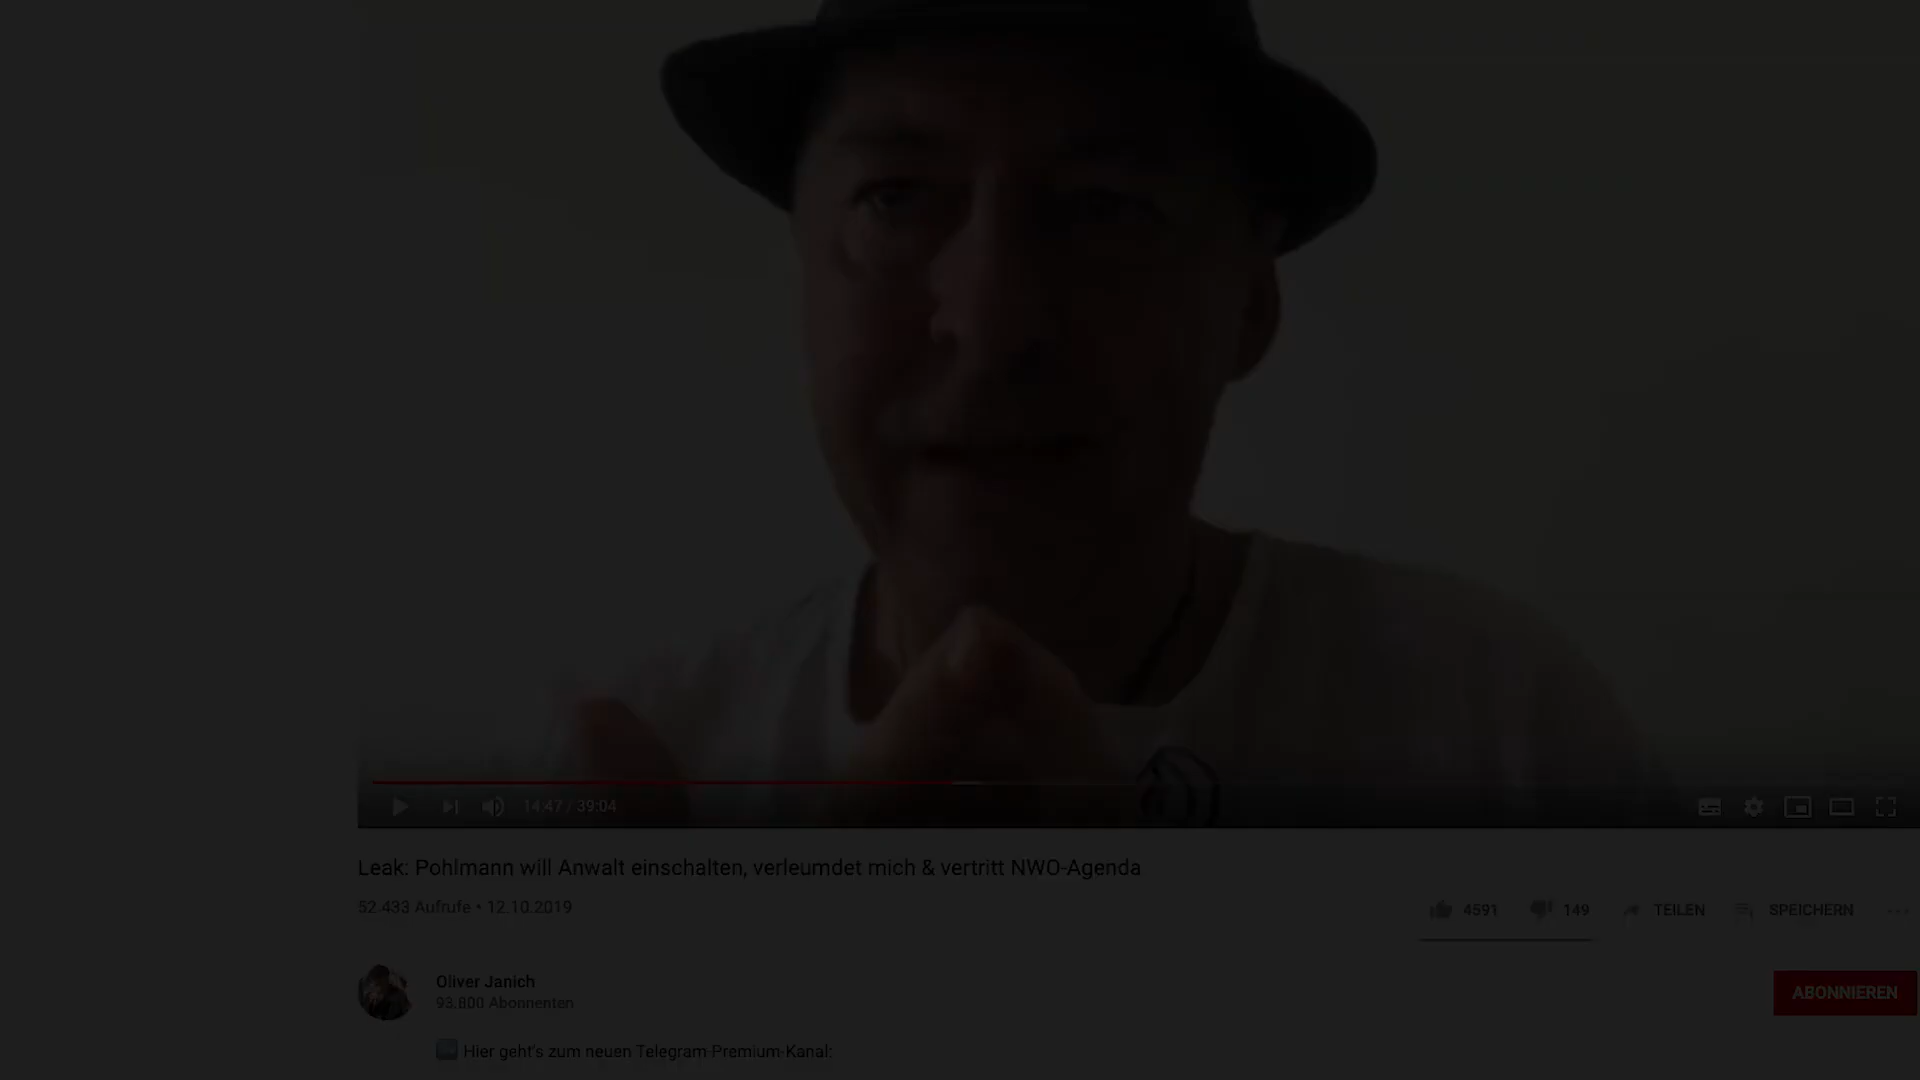 14:47 / 39:04
Leak: Pohlmann will Anwalt einschalten, verleumdet mich & vertritt NWO-Agenda
52.433 Aufrufe • 12.10.2019
4591 149 TEILEN SPEICHERN
Oliver Janich
93.800 Abonnenten
ABONNIEREN
Hier geht's zum neuen Telegram-Premium-Kanal: